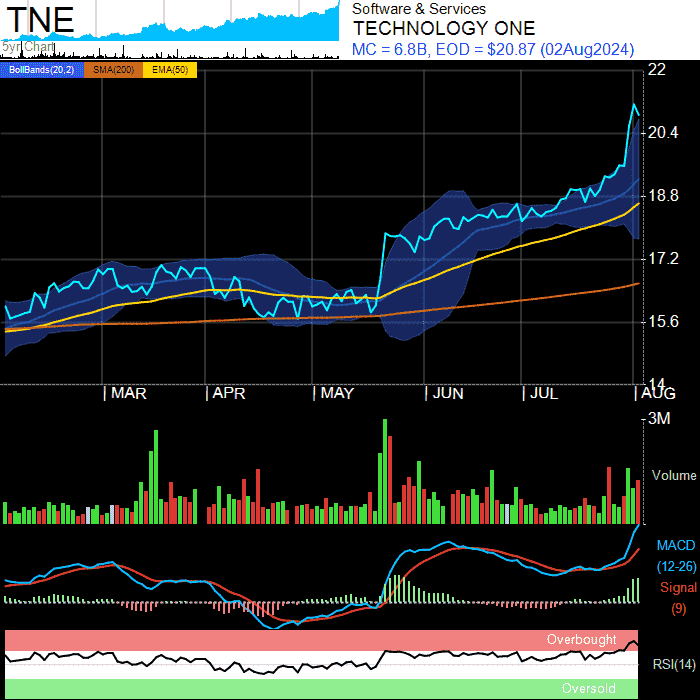 TNE
5yr Chart
Software & Services
TECHNOLOGY ONE
MC = 6.8B, EOD = $20.87 (02Aug2024)
BollBands(20,2) SMA(200) EMA(50)
22
20.4
18.8
17.2
15.6
14
MAR APR MAY JUN JUL AUG
3M
Volume
MACD
(12-26)
Signal
(9)
Overbought
RSI(14)
Oversold